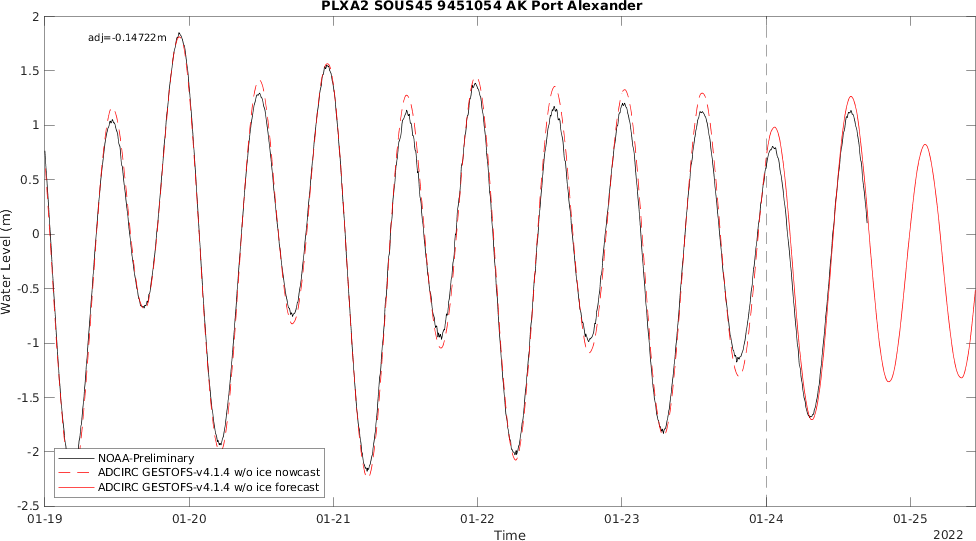 PLXA2 SOUS45 9451054 AK Port Alexander
adj=-0.14722m
2
1.5
1
0.5
0
-0.5
-1
-1.5
-2
-2.5
Water Level (m)
NOAA-Preliminary
ADCIRC GESTOFS-v4.1.4 w/o ice nowcast
ADCIRC GESTOFS-v4.1.4 w/o ice forecast
01-19 01-20 01-21 01-22 01-23 01-24 01-25
Time
2022